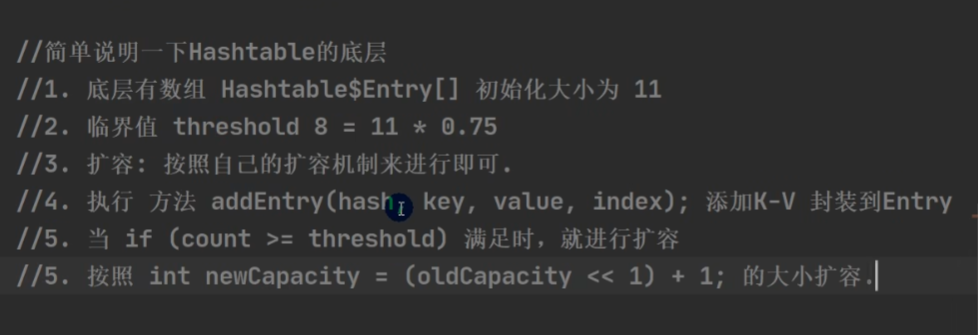 //简单说明一下Hashtable的底层
//1. 底层有数组 Hashtable$Entry[] 初始化大小为 11
//2. 临界值 threshold 8 = 11 * 0.75
//3. 扩容: 按照自己的扩容机制来进行即可.
//4. 执行 方法 addEntry(hash, key, value, index); 添加K-V 封装到Entry
//5. 当 if (count >= threshold) 满足时，就进行扩容
//5. 按照 int newCapacity = (oldCapacity << 1) + 1; 的大小扩容.